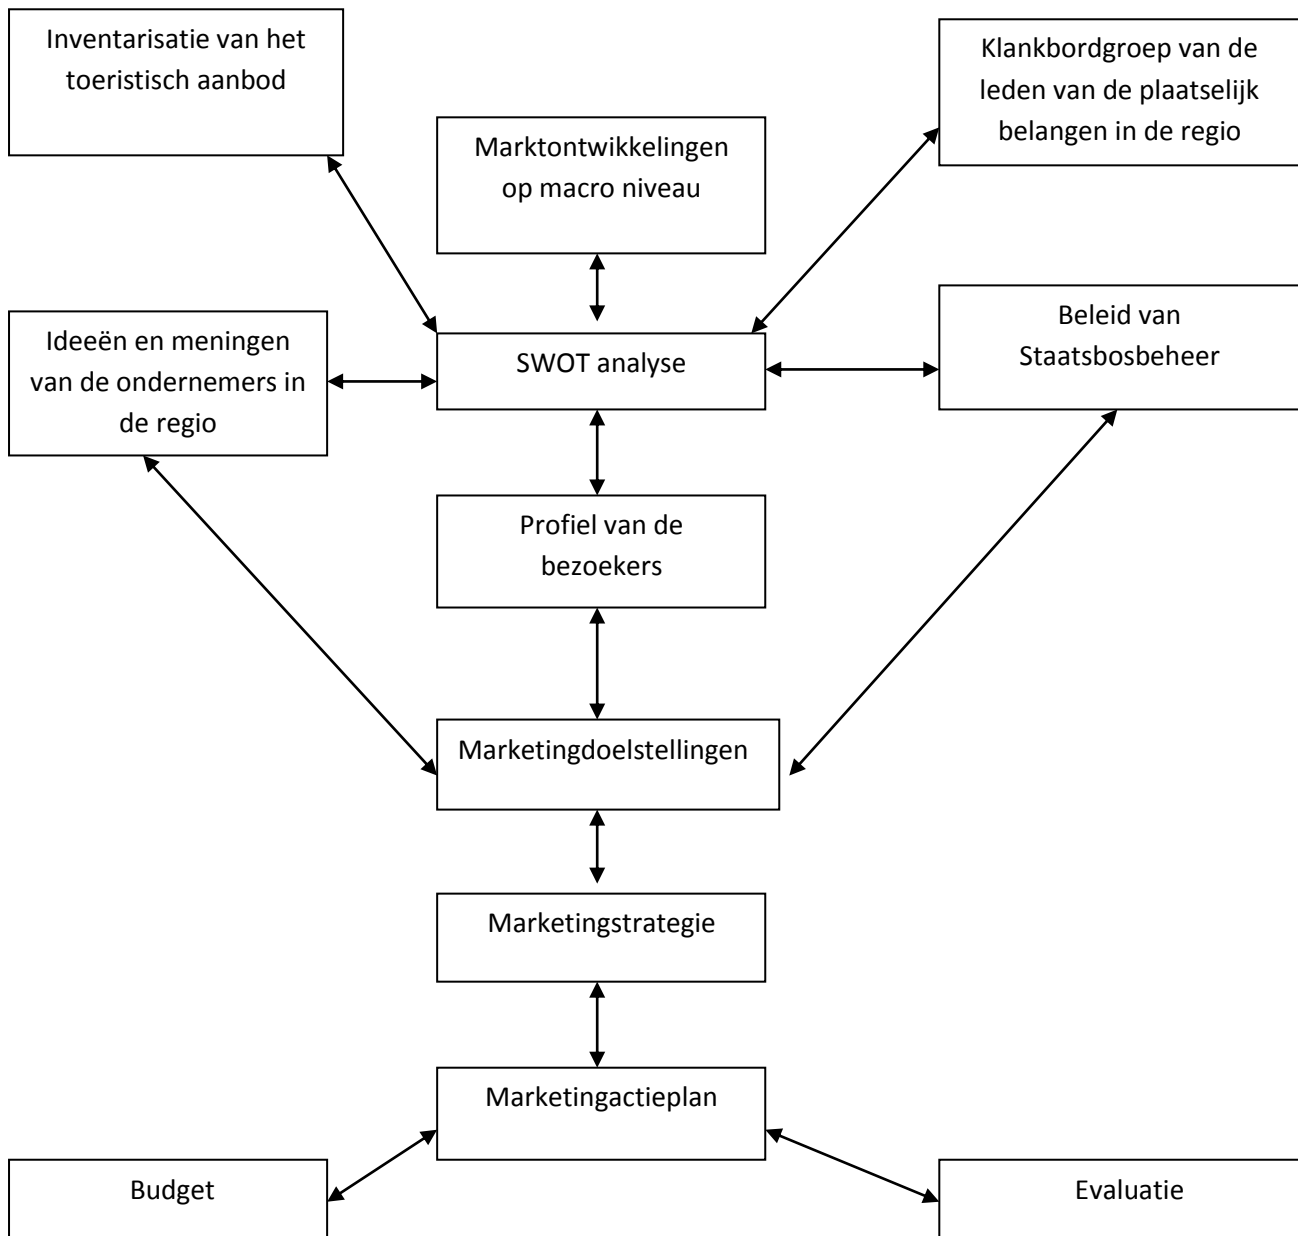 Inventarisatie van het
toeristisch aanbod
Klankbordgroep van de
leden van de plaatselijk
belangen in de regio
Marktontwikkelingen
op macro niveau
Ideeën en meningen
van de ondernemers in
de regio
SWOT analyse
Beleid van
Staatsbosbeheer
Profiel van de
bezoekers
Marketingdoelstellingen
Marketingstrategie
Marketingactieplan
Budget
Evaluatie